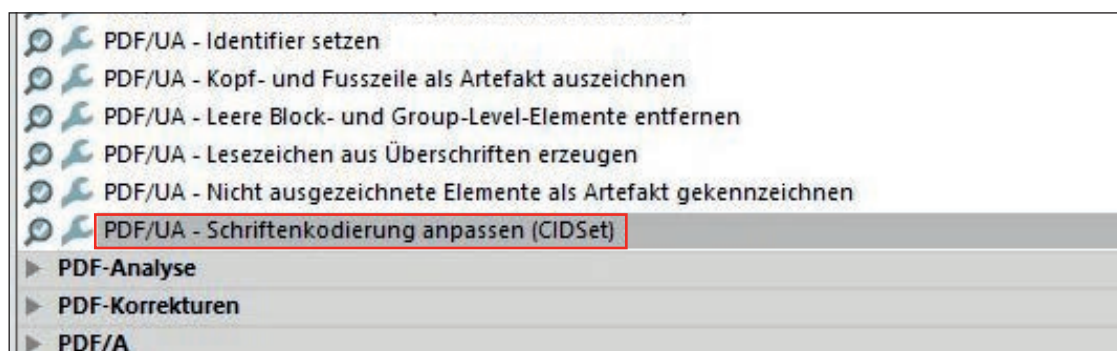 PDF/UA - Identifier setzen
PDF/UA - Kopf- und Fusszeile als Artefakt auszeichnen
PDF/UA - Leere Block- und Group-Level-Elemente entfernen
PDF/UA - Lesezeichen aus Überschriften erzeugen
PDF/UA - Nicht ausgezeichnete Elemente als Artefakt gekennzeichnen
PDF/UA - Schriftenkodierung anpassen (CIDSet)
PDF-Analyse
PDF-Korrekturen
PDF/A